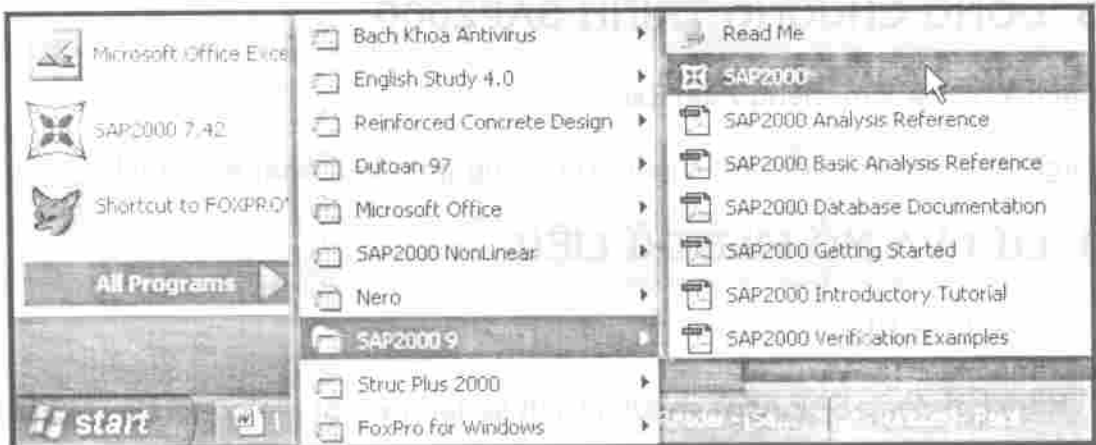 Microsoft Office Exce
SAP2000 7.42
Shortcut to FOXPRO
All Programs
start
Bach Khoa Antivirus
English Study 4.0
Reinforced Concrete Design
Dutoan 97
Microsoft Office
SAP2000 NonLinear
Nero
SAP2000 9
Struc Plus 2000
FoxPro for Windows
Read Me
SAP2000
SAP2000 Analysis Reference
SAP2000 Basic Analysis Reference
SAP2000 Database Documentation
SAP2000 Getting Started
SAP2000 Introductory Tutorial
SAP2000 Verification Examples